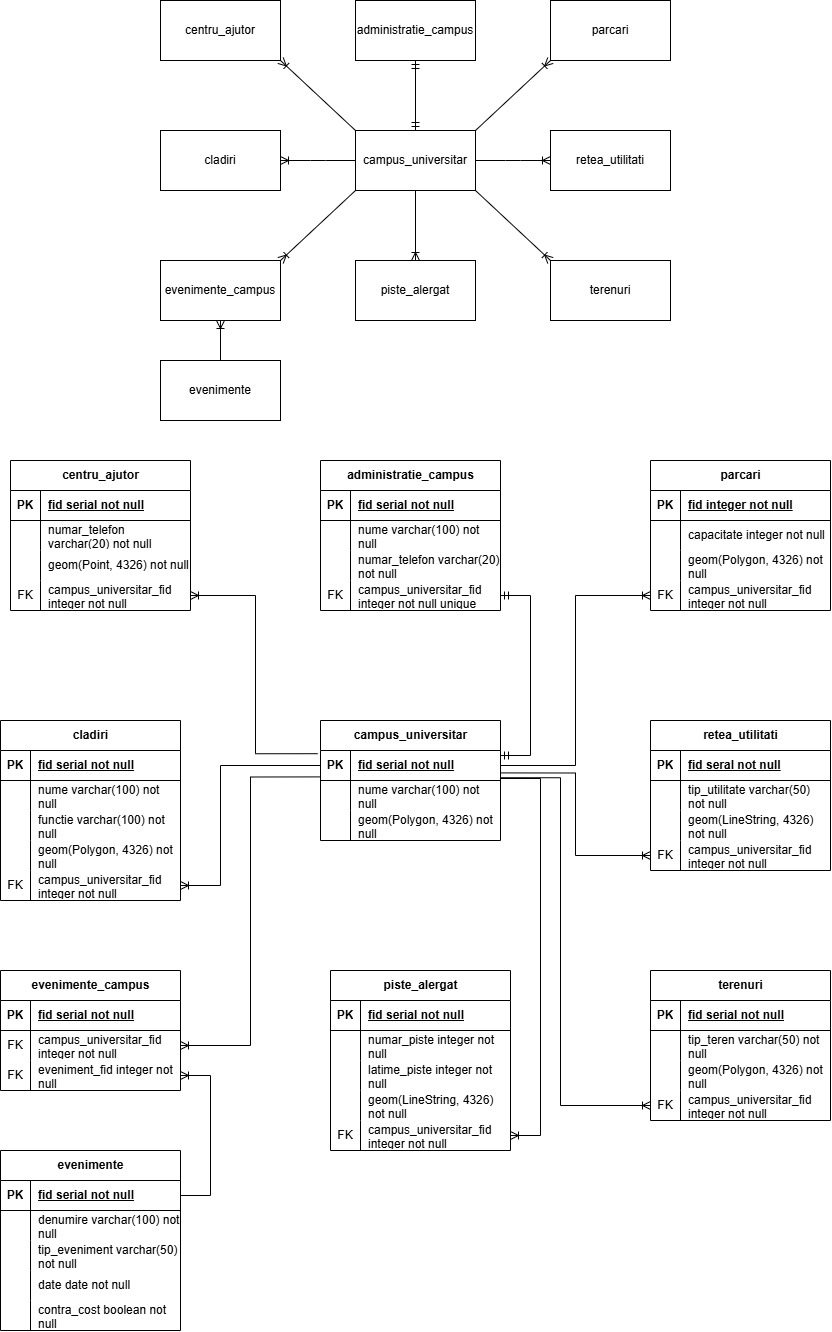 centru_ajutor
administratie_campus
parcari
cladiri
campus_universitar
retea_utilitati
evenimente_campus
piste_alergat
terenuri
evenimente
centru_ajutor
PK fid serial not null
numar_telefon
varchar(20) not null
geom(Point, 4326) not null
FK campus_universitar_fid
integer not null
administratie_campus
PK fid serial not null
nume varchar(100) not
null
numar_telefon varchar(20)
not null
FK campus_universitar_fid
integer not null unique
parcari
PK fid integer not null
capacitate integer not null
geom(Polygon, 4326) not
null
FK campus_universitar_fid
integer not null
cladiri
PK fid serial not null
nume varchar(100) not
null
functie varchar(100) not
null
geom(Polygon, 4326) not
null
FK campus_universitar_fid
integer not null
campus_universitar
PK fid serial not null
nume varchar(100) not
null
geom(Polygon, 4326) not
null
retea_utilitati
PK fid seral not null
tip_utilitate varchar(50)
not null
geom(LineString, 4326)
not null
FK campus_universitar_fid
integer not null
evenimente_campus
PK fid serial not null
FK campus_universitar_fid
integer not null
FK eveniment_fid integer not
null
piste_alergat
PK fid serial not null
numar_piste integer not
null
latime_piste integer not
null
geom(LineString, 4326)
not null
FK campus_universitar_fid
integer not null
terenuri
PK fid serial not null
tip_teren varchar(50) not
null
geom(Polygon, 4326) not
null
FK campus_universitar_fid
integer not null
evenimente
PK fid serial not null
denumire varchar(100) not
null
tip_eveniment varchar(50)
not null
date date not null
contra_cost boolean not
null